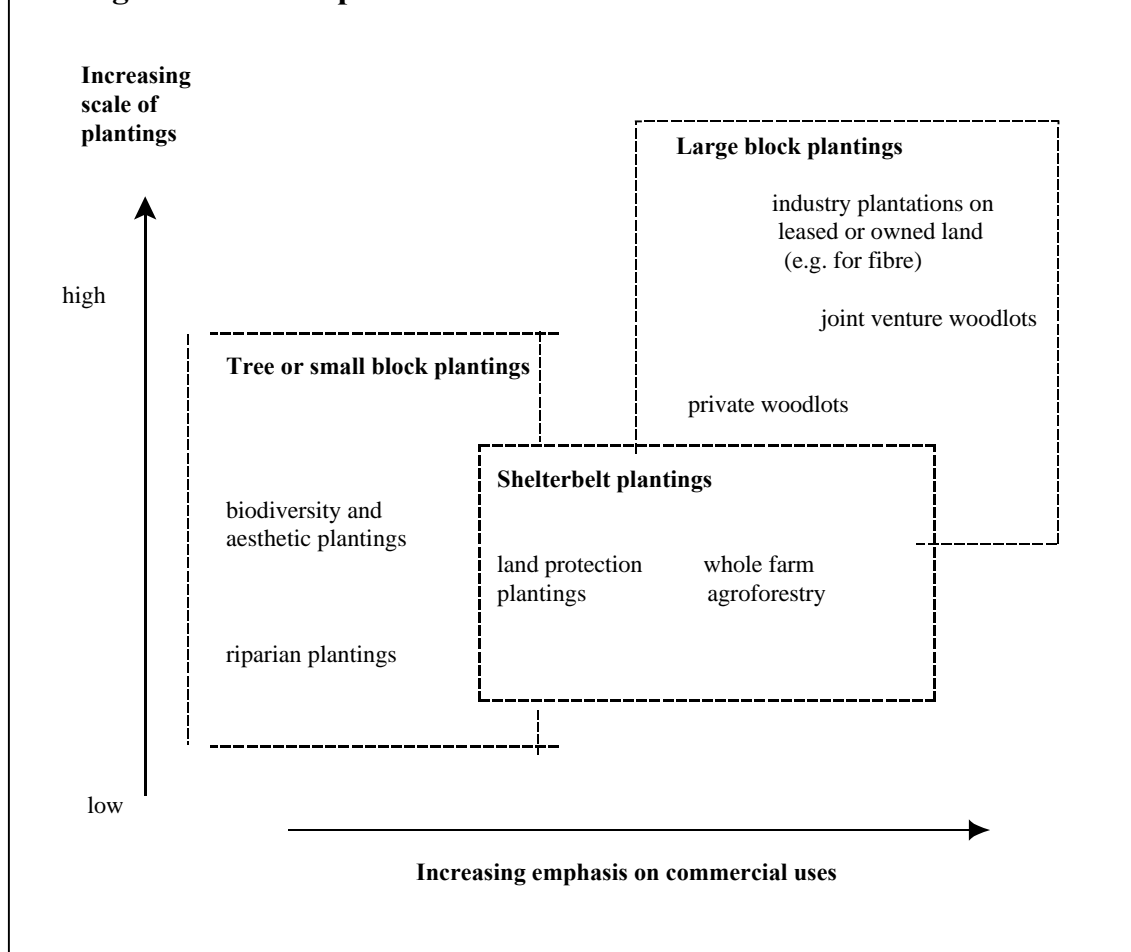 Increasing
scale of
plantings
Large block plantings
industry plantations on
leased or owned land
(e.g. for fibre)
high
joint venture woodlots
Tree or small block plantings
private woodlots
Shelterbelt plantings
biodiversity and
aesthetic plantings
land protection
plantings
whole farm
agroforestry
riparian plantings
low
Increasing emphasis on commercial uses